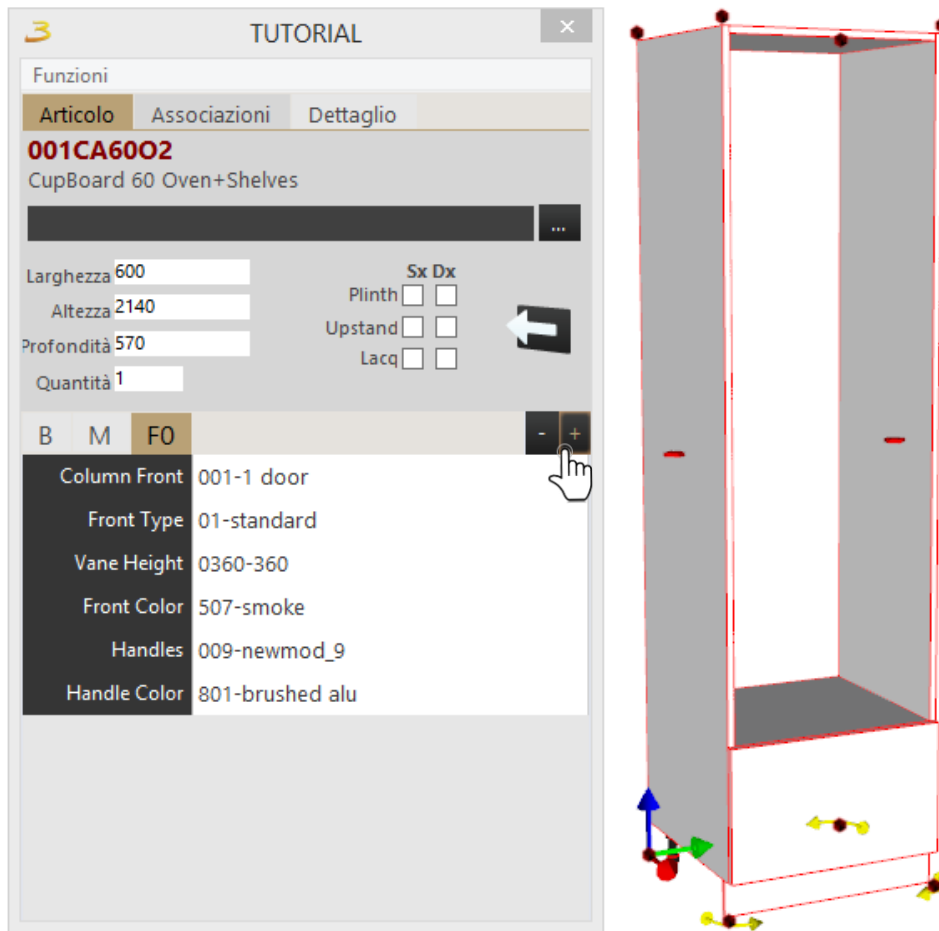 3 TUTORIAL ×
Funzioni
Articolo Associazioni Dettaglio
001CA60O2
CupBoard 60 Oven+Shelves
...
Sx Dx
Larghezza 600
Plinth
Altezza 2140
Upstand
Profondità 570
Lacq
Quantità 1
B M F0 - +
Column Front 001-1 door
Front Type 01-standard
Vane Height 0360-360
Front Color 507-smoke
Handles 009-newmod_9
Handle Color 801-brushed alu